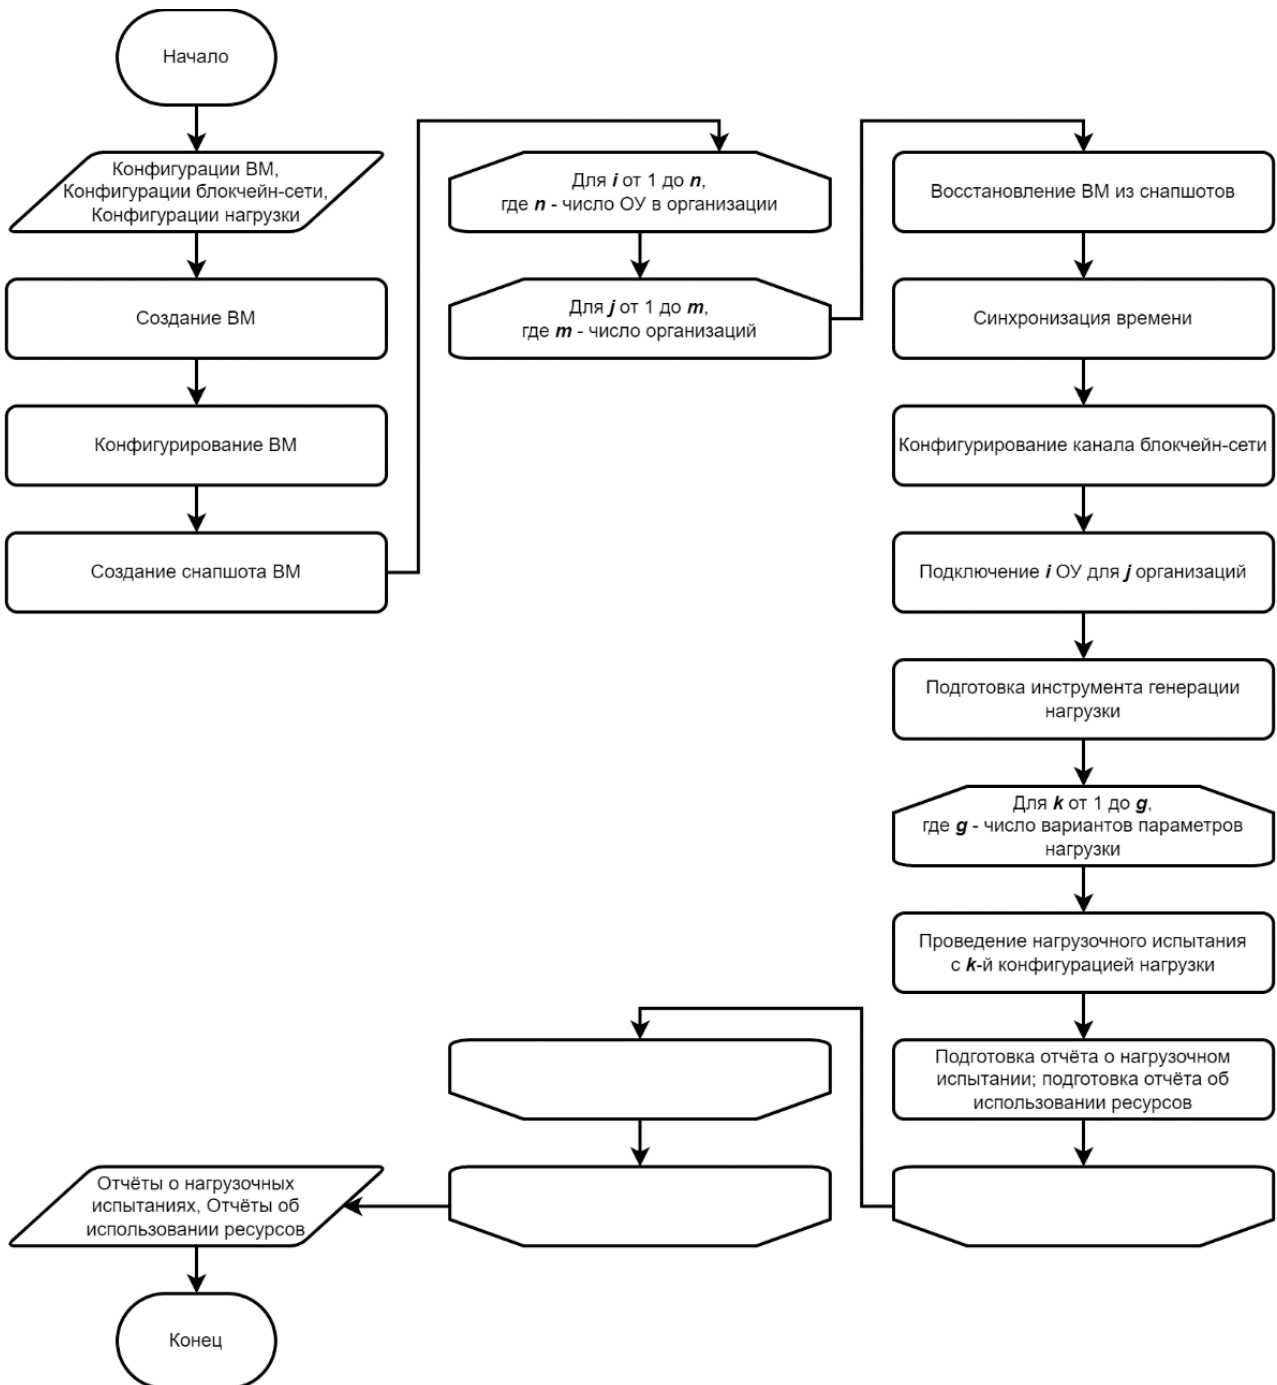 Начало
Конфигурации ВМ,
Конфигурации блокчейн-сети,
Конфигурации нагрузки
Создание ВМ
Конфигурирование ВМ
Создание снапшота ВМ
Для i от 1 до n,
где n - число ОУ в организации
Для j от 1 до m,
где m - число организаций
Восстановление ВМ из снапшотов
Синхронизация времени
Конфигурирование канала блокчейн-сети
Подключение i ОУ для j организаций
Подготовка инструмента генерации
нагрузки
Для k от 1 до g,
где g - число вариантов параметров
нагрузки
Проведение нагрузочного испытания
с k-й конфигурацией нагрузки
Подготовка отчёта о нагрузочном
испытании; подготовка отчёта об
использовании ресурсов
Отчёты о нагрузочных
испытаниях, Отчёты об
использовании ресурсов
Конец